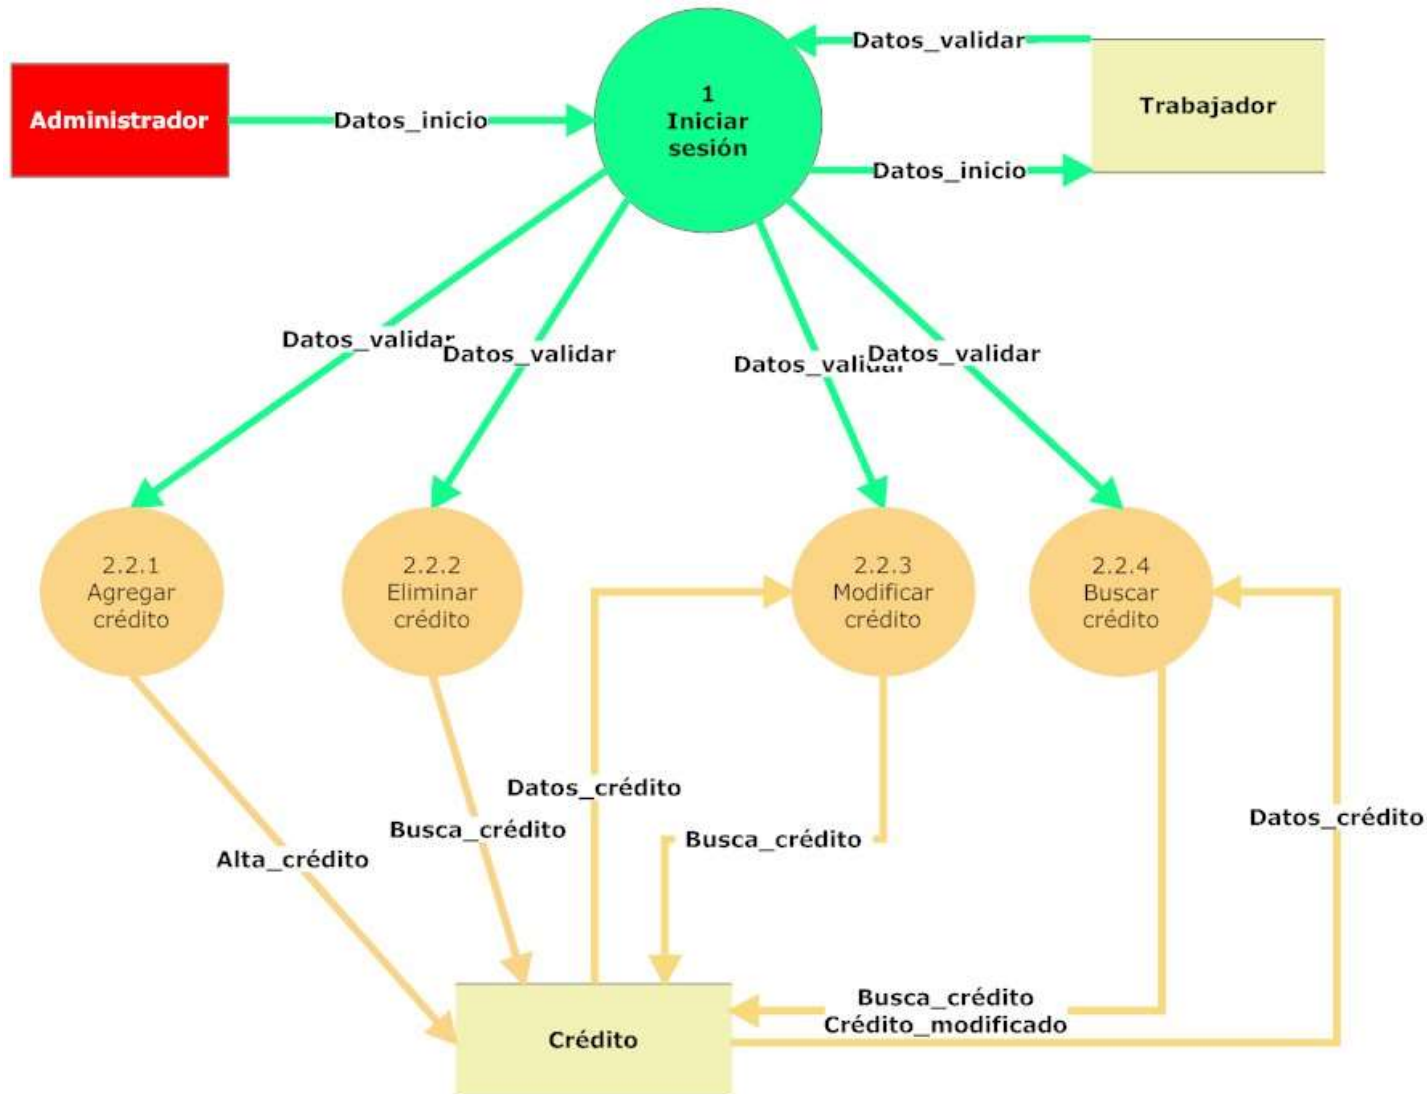 Datos_validar
1
Iniciar
sesión
Administrador
Datos_inicio
Trabajador
Datos_inicio
Datos_validar
Datos_validar
Datos_validar
Datos_validar
2.2.1
Agregar
crédito
2.2.2
Eliminar
crédito
2.2.3
Modificar
crédito
2.2.4
Buscar
crédito
Datos_crédito
Datos_crédito
Busca_crédito
Busca_crédito
Alta_crédito
Busca_crédito
Crédito_modificado
Crédito